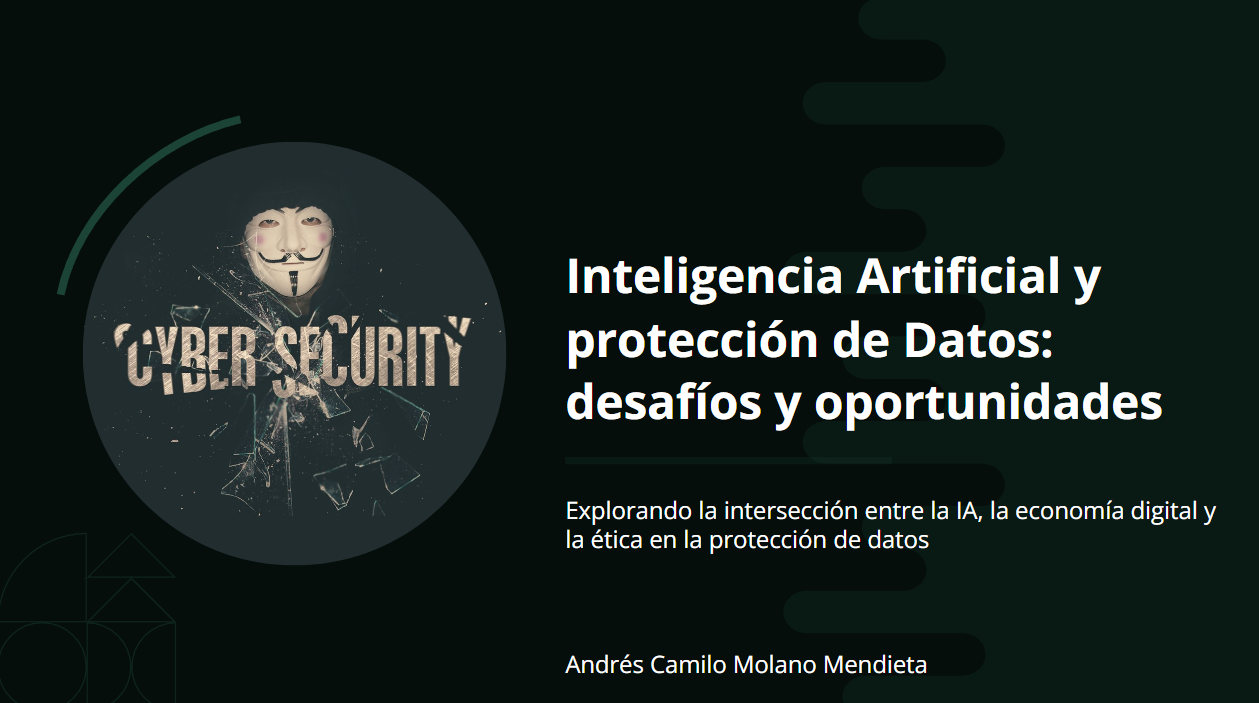 CYBER SECURITY
Inteligencia Artificial y
protección de Datos:
desafíos y oportunidades
Explorando la intersección entre la IA, la economía digital y
la ética en la protección de datos
Andrés Camilo Molano Mendieta